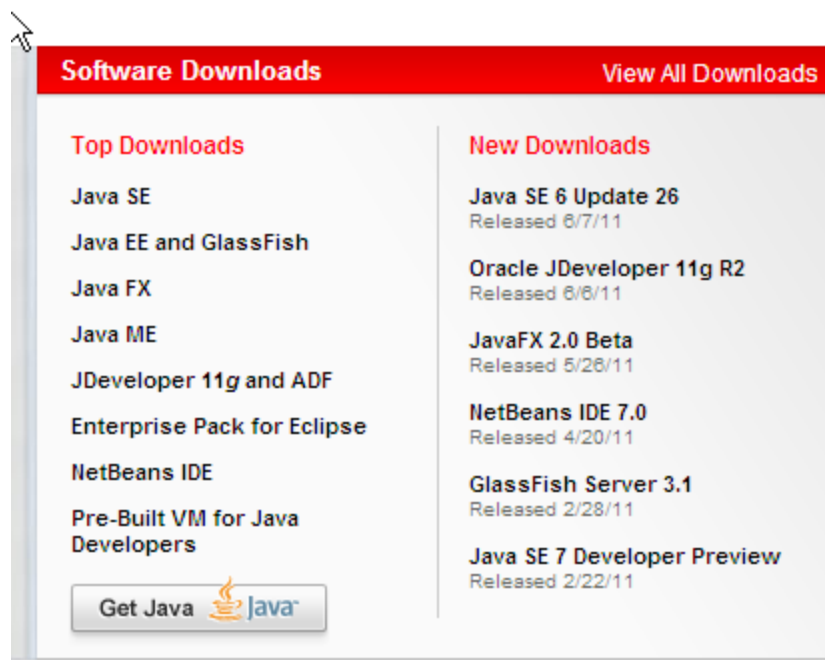 Software Downloads
View All Downloads
Top Downloads
Java SE
Java EE and GlassFish
Java FX
Java ME
JDeveloper 11g and ADF
Enterprise Pack for Eclipse
NetBeans IDE
Pre-Built VM for Java
Developers
Get Java
Java™
New Downloads
Java SE 6 Update 26
Released 6/7/11
Oracle JDeveloper 11g R2
Released 6/6/11
JavaFX 2.0 Beta
Released 5/26/11
NetBeans IDE 7.0
Released 4/20/11
GlassFish Server 3.1
Released 2/28/11
Java SE 7 Developer Preview
Released 2/22/11